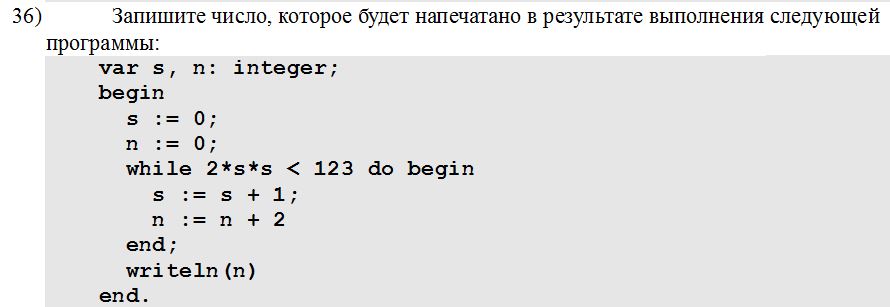 36) Запишите число, которое будет напечатано в результате выполнения следующей
программы:
var s, n: integer;
begin
s := 0;
n := 0;
while 2*s*s < 123 do begin
s := s + 1;
n := n + 2
end;
writeln(n)
end.